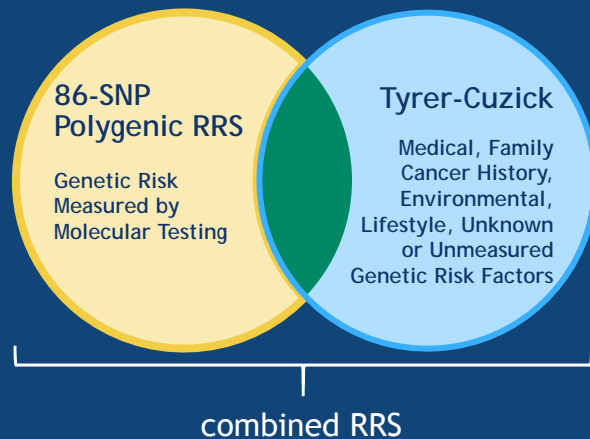 86-SNP
Polygenic RRS
Genetic Risk
Measured by
Molecular Testing
Tyrer-Cuzick
Medical, Family
Cancer History,
Environmental,
Lifestyle, Unknown
or Unmeasured
Genetic Risk Factors
combined RRS